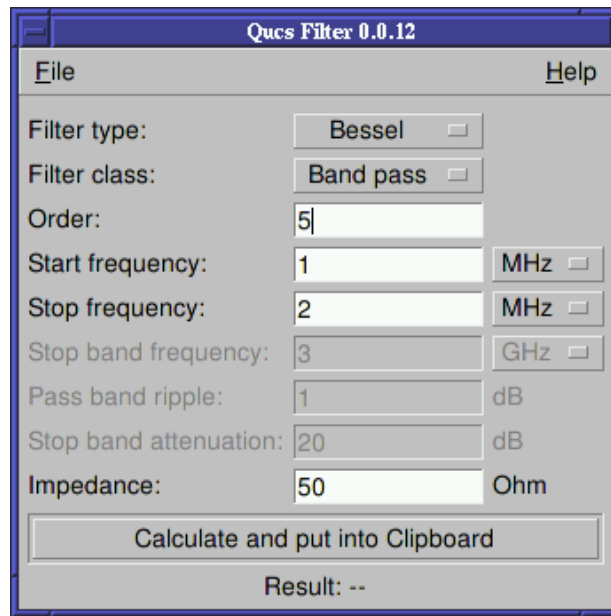 Qucs Filter 0.0.12
File Help
Filter type: Bessel
Filter class: Band pass
Order: 5
Start frequency: 1 MHz
Stop frequency: 2 MHz
Stop band frequency: 3 GHz
Pass band ripple: 1 dB
Stop band attenuation: 20 dB
Impedance: 50 Ohm
Calculate and put into Clipboard
Result: --